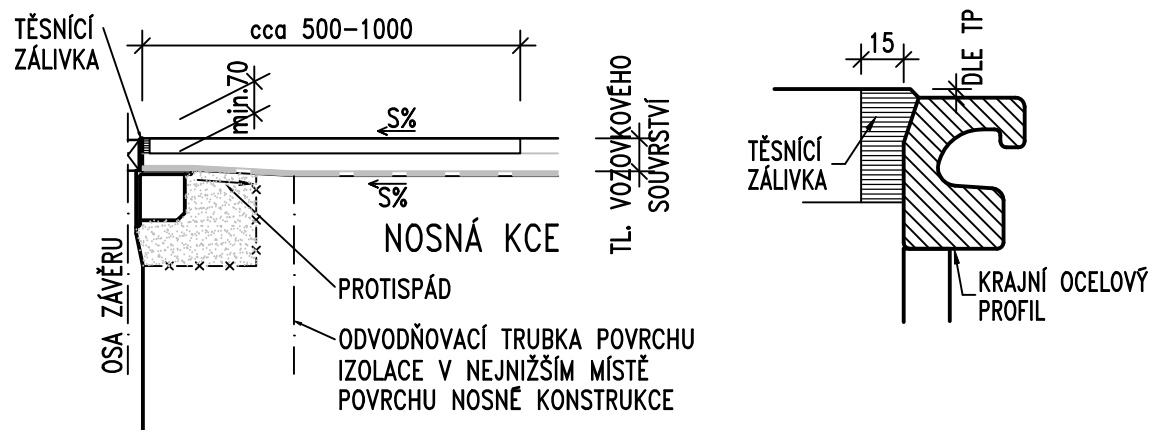 TĚSNÍCÍ
ZÁLIVKA
cca 500-1000
min.70
S%
S%
TL. VOZOVKOVÉHO
SOUVRSTVÍ
NOSNÁ KCE
OSA ZÁVĚRU
PROTISPÁD
ODVODŇOVACÍ TRUBKA POVRCHU
IZOLACE V NEJNIŽŠÍM MÍSTĚ
POVRCHU NOSNÉ KONSTRUKCE
15
DLE TP
TĚSNÍCÍ
ZÁLIVKA
KRAJNÍ OCELOVÝ
PROFIL